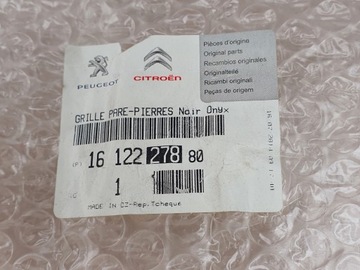 PEUGEOT
CITROËN
Pièces d'origine
Original parts
Recambios originales
Originalteile
Ricambi originali
Peças de origem
GRILLE PARE-PIERRES Noir Onyx
(P) 16 122 278 80
1
MADE IN CZ-Rep.Tcheque